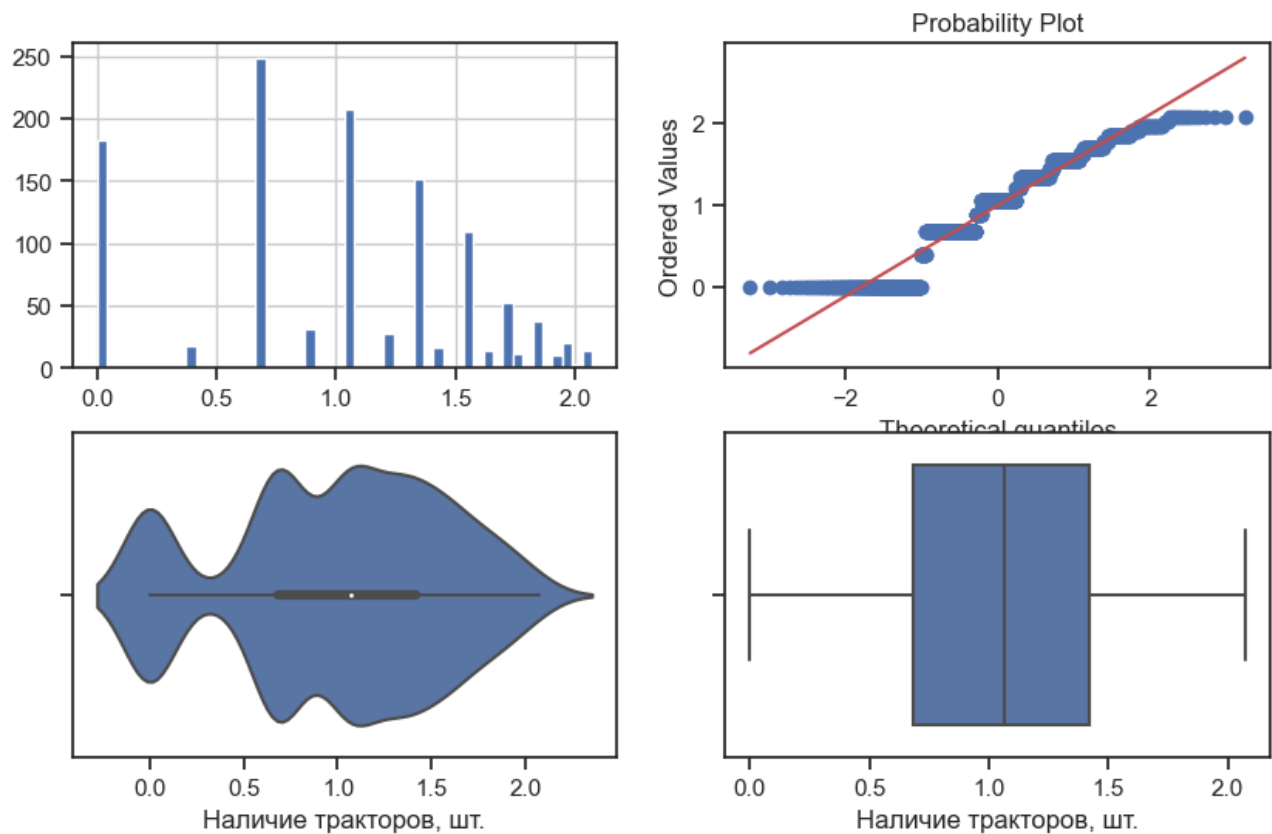 Probability Plot
250
200
150
100
50
0
0.0 0.5 1.0 1.5 2.0
Ordered Values
2
1
0
−2 0 2
Theoretical quantiles
0.0 0.5 1.0 1.5 2.0
Наличие тракторов, шт.
0.0 0.5 1.0 1.5 2.0
Наличие тракторов, шт.